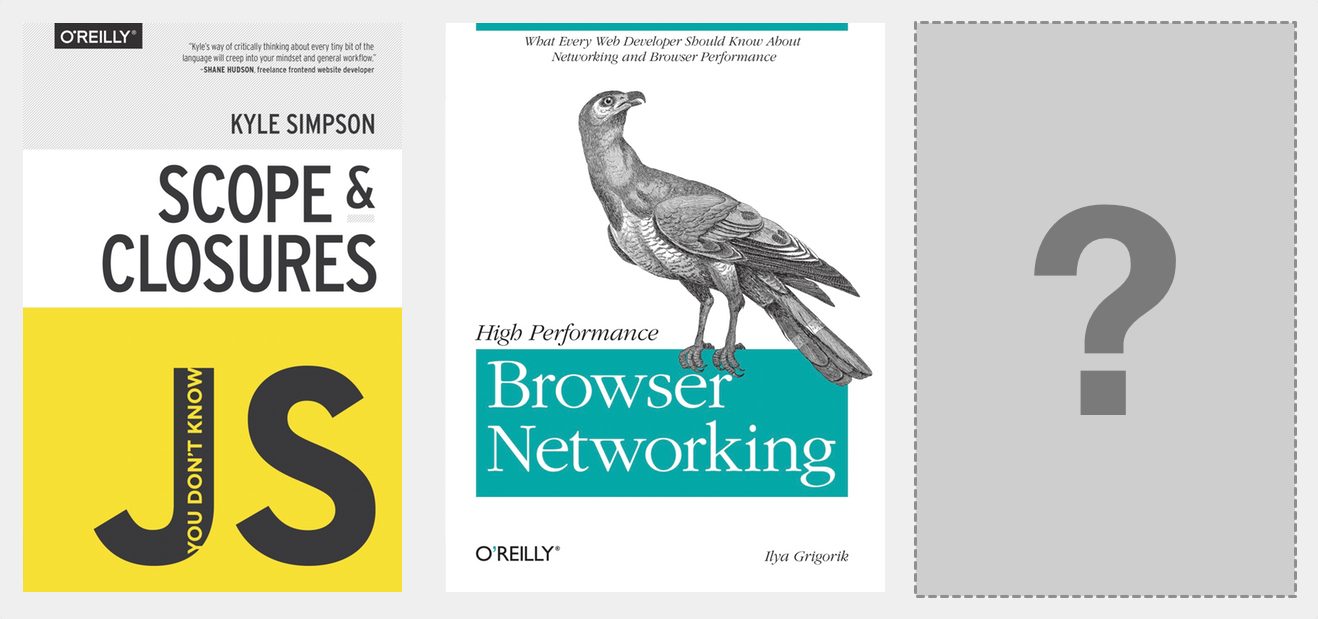 O'REILLY®
"Kyle's way of critically thinking about every tiny bit of the
language will creep into your mindset and general workflow."
–SHANE HUDSON, freelance frontend website developer
KYLE SIMPSON
SCOPE &
CLOSURES
YOU DON'T KNOW
JS
What Every Web Developer Should Know About
Networking and Browser Performance
High Performance
Browser
Networking
O'REILLY®
Ilya Grigorik
?